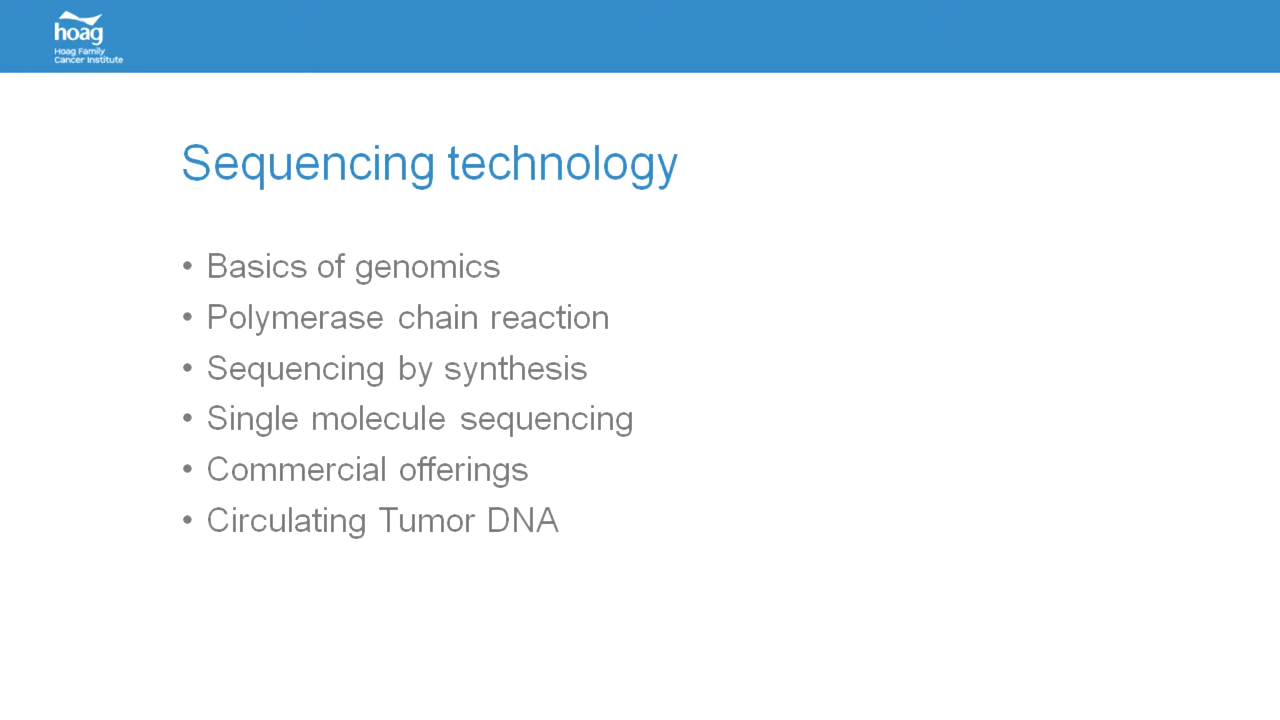 hoag
Hoag Family
Cancer Institute
Sequencing technology
• Basics of genomics
• Polymerase chain reaction
• Sequencing by synthesis
• Single molecule sequencing
• Commercial offerings
• Circulating Tumor DNA